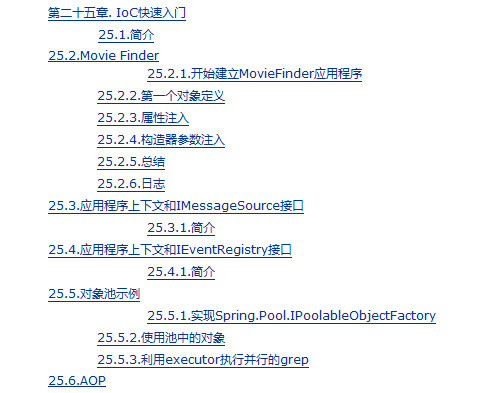 第二十五章. IoC快速入门
25.1.简介
25.2.Movie Finder
25.2.1.开始建立MovieFinder应用程序
25.2.2.第一个对象定义
25.2.3.属性注入
25.2.4.构造器参数注入
25.2.5.总结
25.2.6.日志
25.3.应用程序上下文和IMessageSource接口
25.3.1.简介
25.4.应用程序上下文和IEventRegistry接口
25.4.1.简介
25.5.对象池示例
25.5.1.实现Spring.Pool.IPoolableObjectFactory
25.5.2.使用池中的对象
25.5.3.利用executor执行并行的grep
25.6.AOP